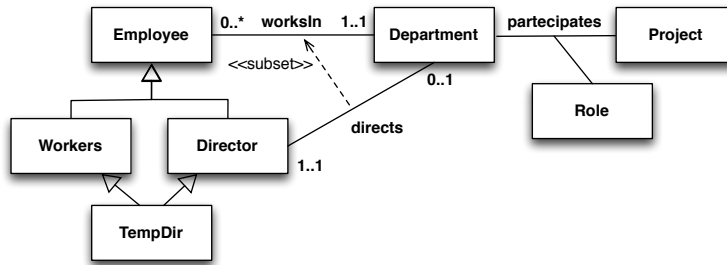 Employee
0..*
worksIn
1..1
Department
partecipates
Project
<<subset>>
0..1
Role
directs
Workers
Director
1..1
TempDir